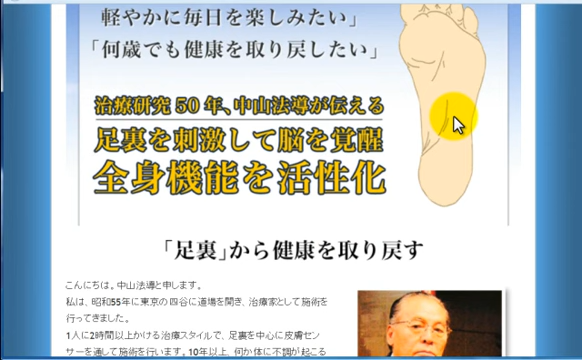 軽やかに毎日を楽しみたい」
「何歳でも健康を取り戻したい」
治療研究50年、中山法導が伝える
足裏を刺激して脳を覚醒
全身機能を活性化
「足裏」から健康を取り戻す
こんにちは。中山法導と申します。
私は、昭和55年に東京の四谷に道場を開き、治療家として施術を
行ってきました。
1人に2時間以上かける治療スタイルで、足裏を中心に皮膚セン
サーを通して施術を行います。10年以上、何か体に不調が起こる